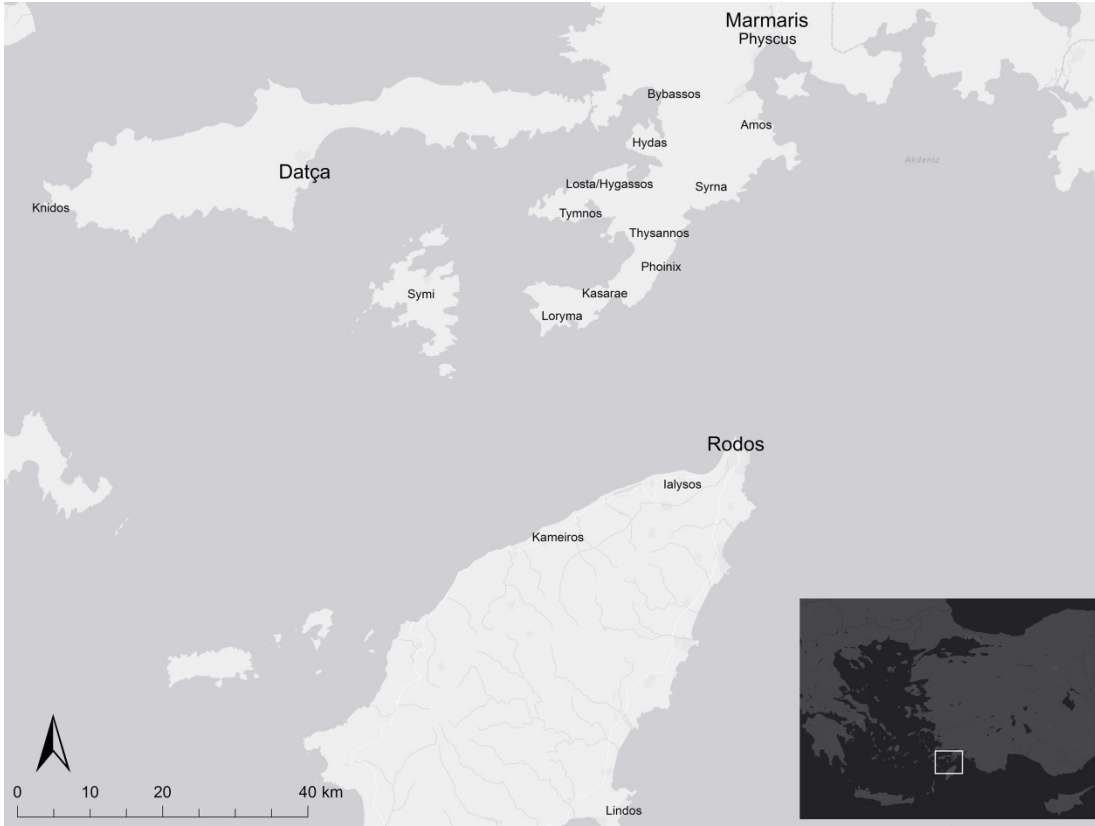 Marmaris
Physcus
Bybassos
Amos
Hydas
Akdeniz
Datça
Losta/Hygassos
Syrna
Knidos
Tymnos
Thysannos
Phoinix
Symi
Kasarae
Loryma
Rodos
Ialysos
Kameiros
0 10 20 40 km
Lindos